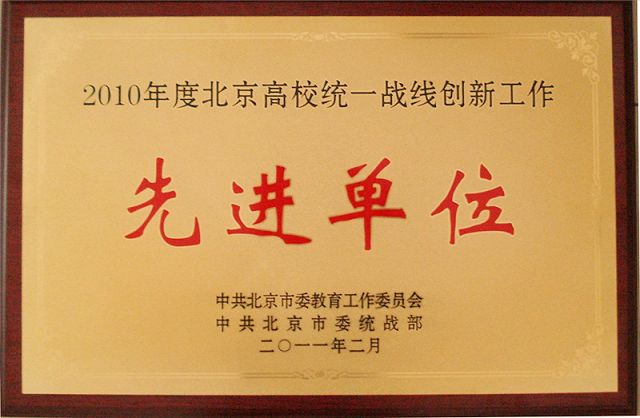 2010年度北京高校统一战线创新工作
先进单位
中共北京市委教育工作委员会
中共北京市委统战部
二〇一一年二月